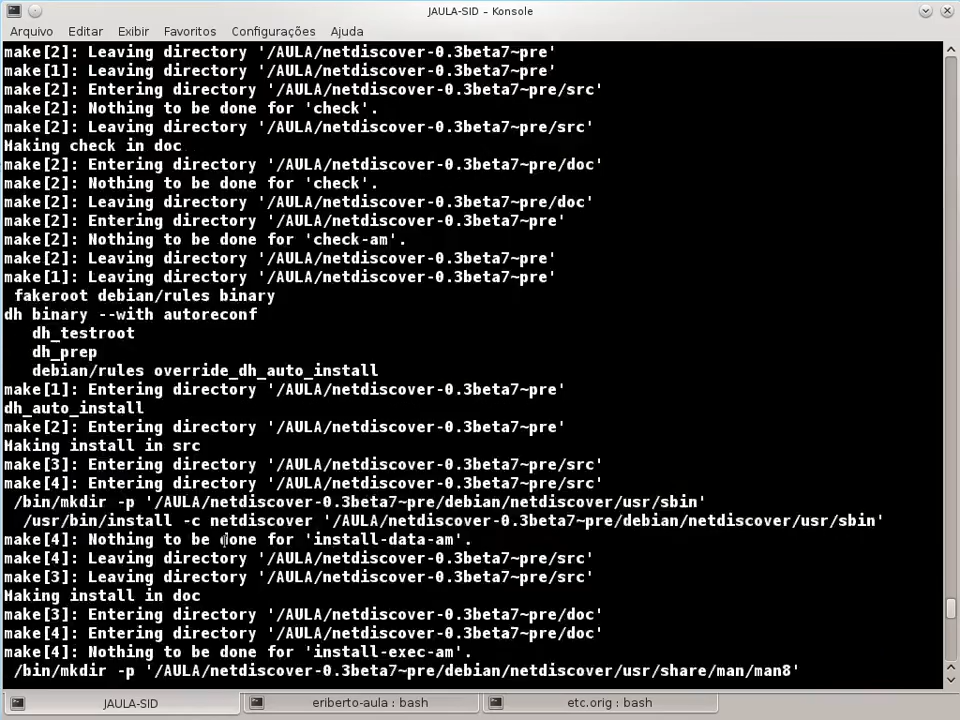 JAULA-SID – Konsole
Arquivo Editar Exibir Favoritos Configurações Ajuda
make[2]: Leaving directory '/AULA/netdiscover-0.3beta7~pre'
make[1]: Leaving directory '/AULA/netdiscover-0.3beta7~pre'
make[2]: Entering directory '/AULA/netdiscover-0.3beta7~pre/src'
make[2]: Nothing to be done for 'check'.
make[2]: Leaving directory '/AULA/netdiscover-0.3beta7~pre/src'
Making check in doc
make[2]: Entering directory '/AULA/netdiscover-0.3beta7~pre/doc'
make[2]: Nothing to be done for 'check'.
make[2]: Leaving directory '/AULA/netdiscover-0.3beta7~pre/doc'
make[2]: Entering directory '/AULA/netdiscover-0.3beta7~pre'
make[2]: Nothing to be done for 'check-am'.
make[2]: Leaving directory '/AULA/netdiscover-0.3beta7~pre'
make[1]: Leaving directory '/AULA/netdiscover-0.3beta7~pre'
fakeroot debian/rules binary
dh binary --with autoreconf
dh_testroot
dh_prep
debian/rules override_dh_auto_install
make[1]: Entering directory '/AULA/netdiscover-0.3beta7~pre'
dh_auto_install
make[2]: Entering directory '/AULA/netdiscover-0.3beta7~pre'
Making install in src
make[3]: Entering directory '/AULA/netdiscover-0.3beta7~pre/src'
make[4]: Entering directory '/AULA/netdiscover-0.3beta7~pre/src'
/bin/mkdir -p '/AULA/netdiscover-0.3beta7~pre/debian/netdiscover/usr/sbin'
/usr/bin/install -c netdiscover '/AULA/netdiscover-0.3beta7~pre/debian/netdiscover/usr/sbin'
make[4]: Nothing to be done for 'install-data-am'.
make[4]: Leaving directory '/AULA/netdiscover-0.3beta7~pre/src'
make[3]: Leaving directory '/AULA/netdiscover-0.3beta7~pre/src'
Making install in doc
make[3]: Entering directory '/AULA/netdiscover-0.3beta7~pre/doc'
make[4]: Entering directory '/AULA/netdiscover-0.3beta7~pre/doc'
make[4]: Nothing to be done for 'install-exec-am'.
/bin/mkdir -p '/AULA/netdiscover-0.3beta7~pre/debian/netdiscover/usr/share/man/man8'
JAULA-SID eriberto-aula : bash etc.orig : bash